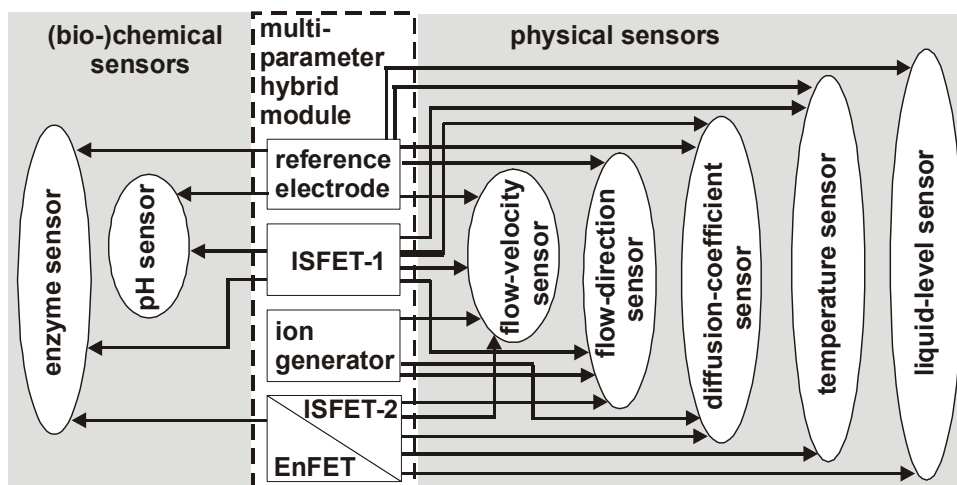 (bio-)chemical
sensors
multi-
parameter
hybrid
module
physical sensors
reference
electrode
ISFET-1
ion
generator
ISFET-2
EnFET
enzyme sensor
pH sensor
flow-velocity
sensor
flow-direction
sensor
diffusion-coefficient
sensor
temperature sensor
liquid-level sensor